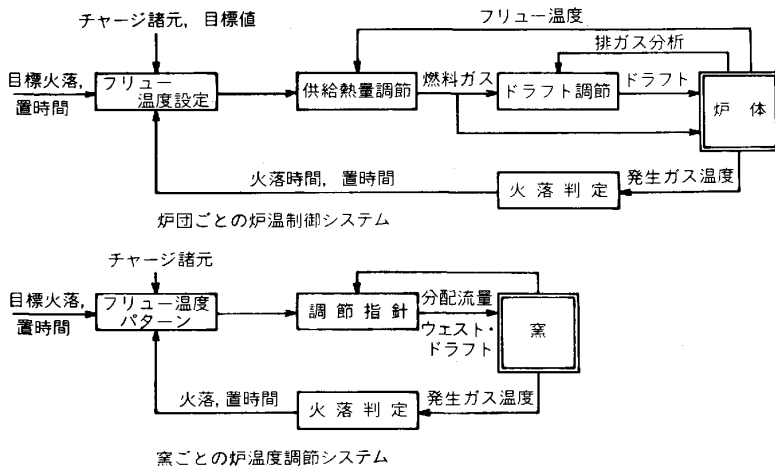 チャージ諸元, 目標値
フリュー温度
排ガス分析
目標火落,
置時間
フリュー
温度設定
供給熱量調節
燃料ガス
ドラフト調節
ドラフト
炉体
火落時間, 置時間
火落判定
発生ガス温度
炉団ごとの炉温制御システム
チャージ諸元
目標火落,
置時間
フリュー温度
パターン
調節指針
分配流量
ウェスト・
ドラフト
窯
火落, 置時間
火落判定
発生ガス温度
窯ごとの炉温度調節システム